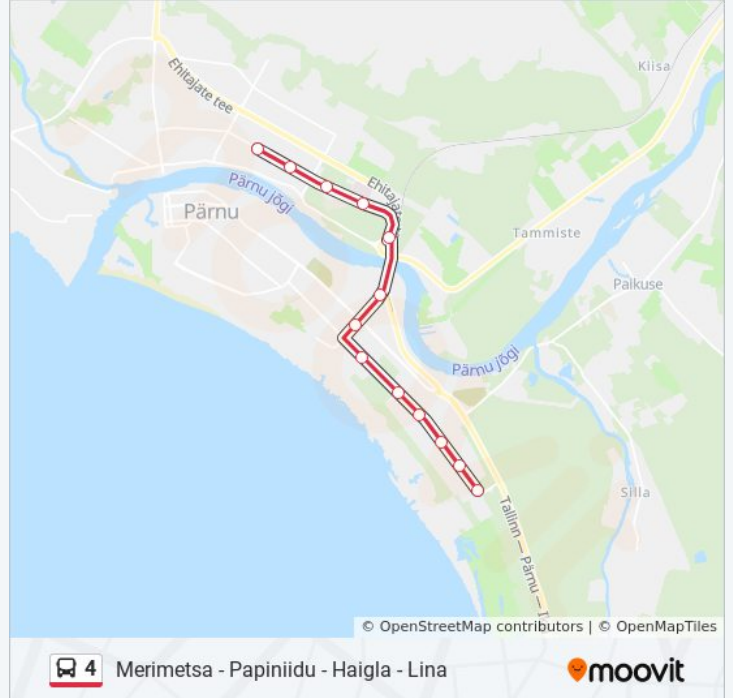 Klisa
Ehitajate tee
Ehitajate
Pärnu jõgi
Pärnu
Tammiste
Paikuse
Pärnu jõgi
Silla
Tallinn — Pärnu — I
© OpenStreetMap contributors | © OpenMapTiles
4 Merimetsa - Papiniidu - Haigla - Lina
moovit